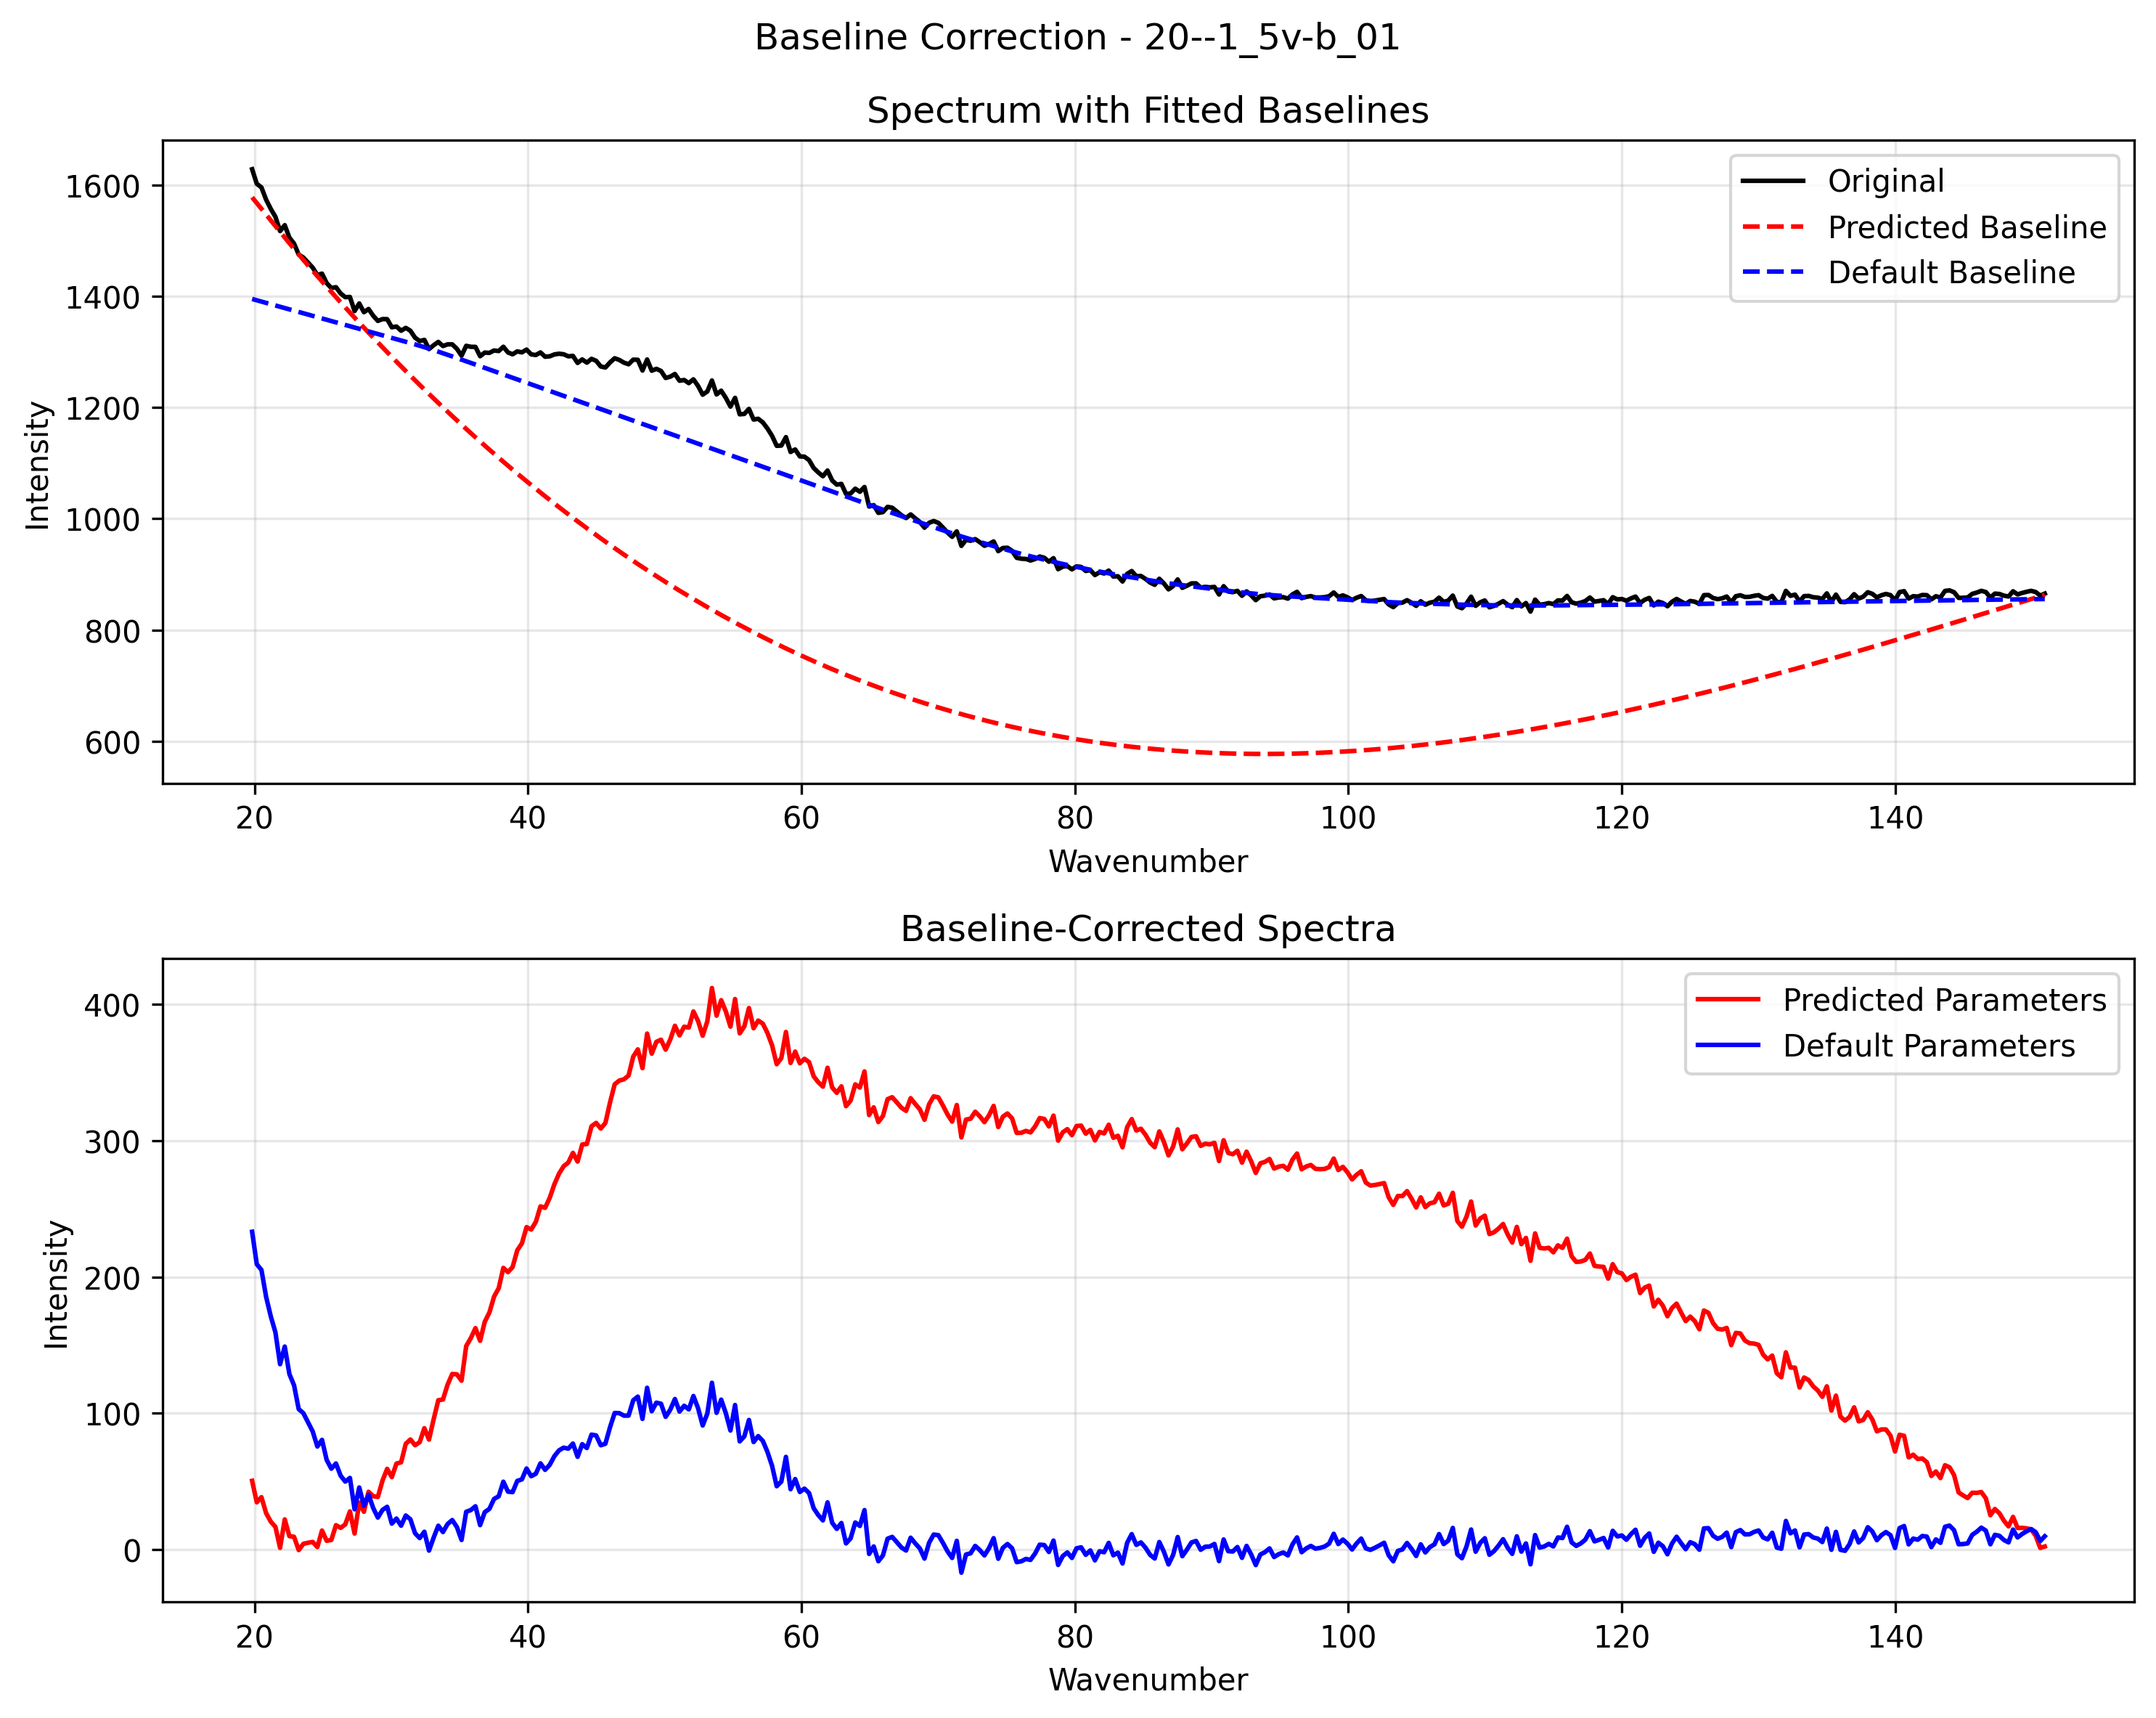 Baseline Correction - 20--1_5v-b_01
Spectrum with Fitted Baselines
Intensity
1600
1400
1200
1000
800
600
Original
Predicted Baseline
Default Baseline
20 40 60 80 100 120 140
Wavenumber
Baseline-Corrected Spectra
Intensity
400
300
200
100
0
Predicted Parameters
Default Parameters
20 40 60 80 100 120 140
Wavenumber